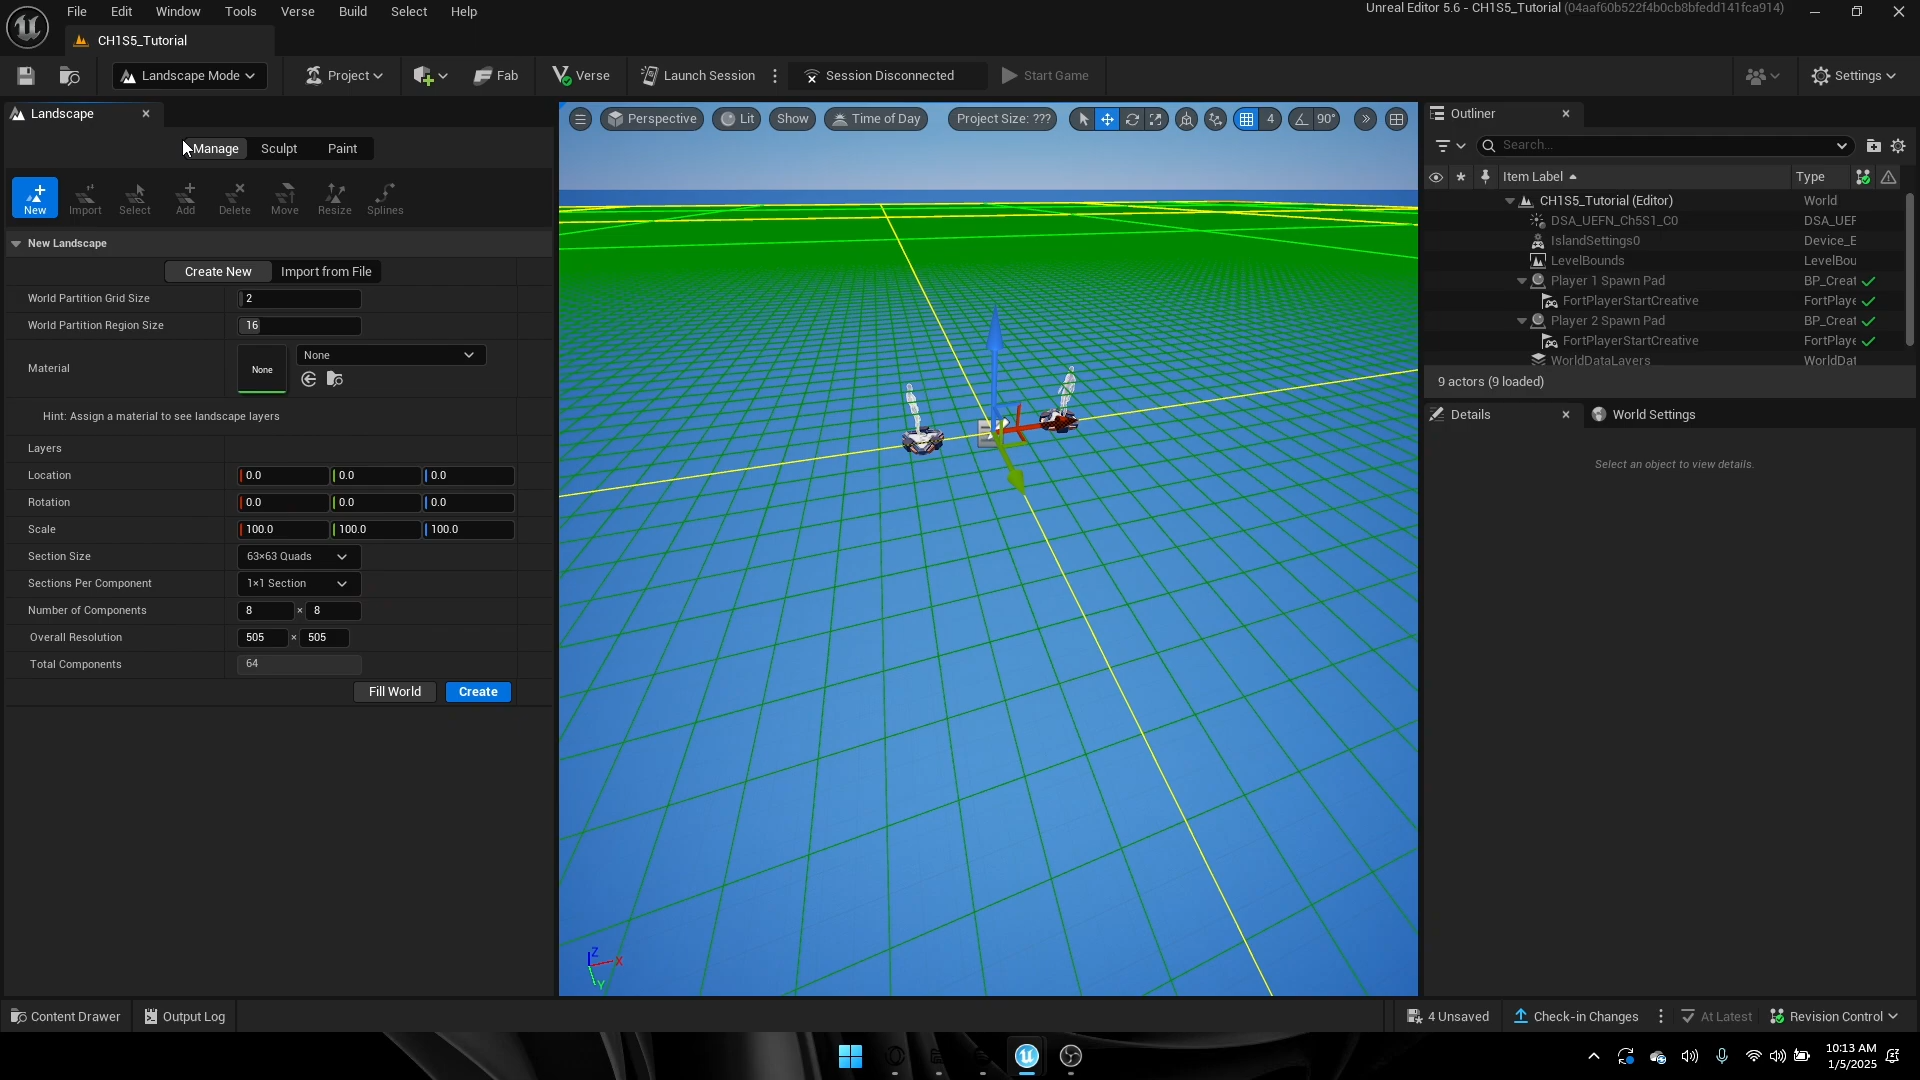 File Edit Window Tools Verse Build Select Help
Unreal Editor 5.6 - CH1S5_Tutorial (04aaf60b522f4b0cb8bfedd141fca914)
CH1S5_Tutorial
Landscape Mode Project Fab Verse Launch Session Session Disconnected Start Game Settings
Landscape
Manage Sculpt Paint
New Import Select Add Delete Move Resize Splines
New Landscape
Create New Import from File
World Partition Grid Size 2
World Partition Region Size 16
Material None None
Hint: Assign a material to see landscape layers
Layers
Location 0.0 0.0 0.0
Rotation 0.0 0.0 0.0
Scale 100.0 100.0 100.0
Section Size 63×63 Quads
Sections Per Component 1×1 Section
Number of Components 8 × 8
Overall Resolution 505 × 505
Total Components 64
Fill World Create
Perspective Lit Show Time of Day Project Size: ??? 4 90°
Z
X
Y
Outliner
Search...
Item Label Type
CH1S5_Tutorial (Editor) World
DSA_UEFN_Ch5S1_C0 DSA_UEF
IslandSettings0 Device_E
LevelBounds LevelBou
Player 1 Spawn Pad BP_Creat
FortPlayerStartCreative FortPlaye
Player 2 Spawn Pad BP_Creat
FortPlayerStartCreative FortPlaye
WorldDataLayers WorldDat
9 actors (9 loaded)
Details World Settings
Select an object to view details.
Content Drawer Output Log 4 Unsaved Check-in Changes At Latest Revision Control
10:13 AM
1/5/2025